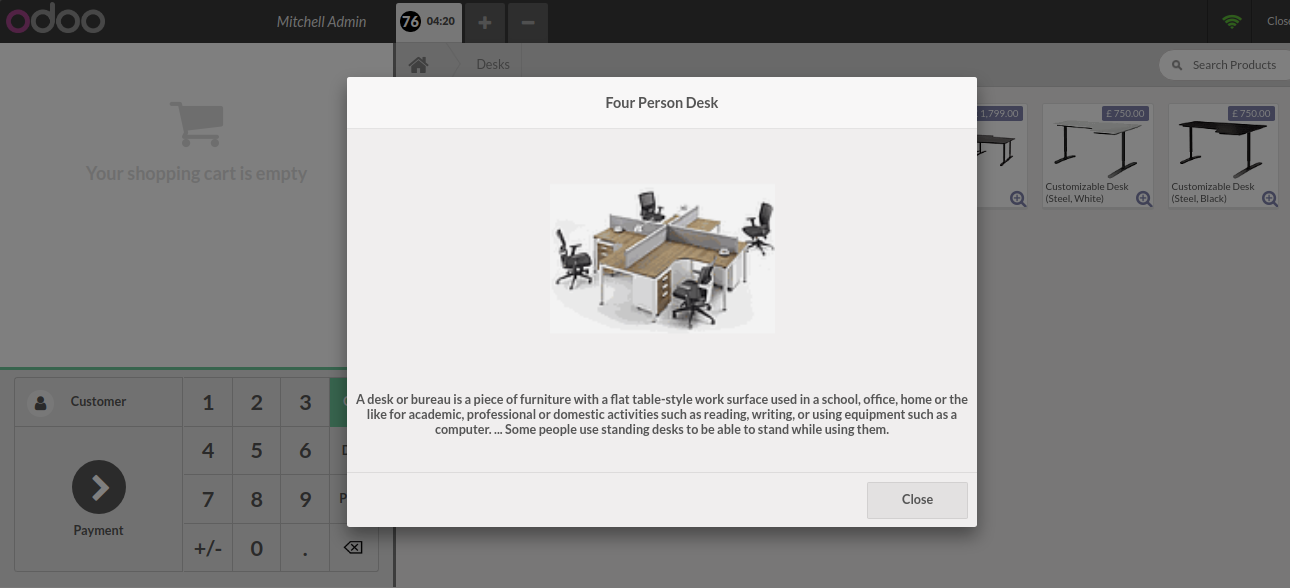 odoo
Mitchell Admin
76 04:20
Desks
Search Products
Four Person Desk
1,799.00
£ 750.00
£ 750.00
Your shopping cart is empty
Customizable Desk
(Steel, White)
Customizable Desk
(Steel, Black)
A desk or bureau is a piece of furniture with a flat table-style work surface used in a school, office, home or the
like for academic, professional or domestic activities such as reading, writing, or using equipment such as a
computer. ... Some people use standing desks to be able to stand while using them.
Close
Customer
1 2 3
4 5 6
7 8 9
+/- 0 .
Payment